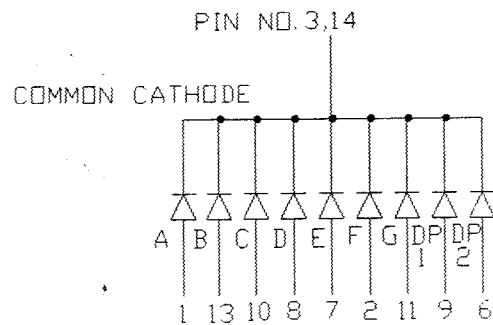 PIN NO. 3,14
COMMON CATHODE
A B C D E F G DP 1 DP 2
1 13 10 8 7 2 11 9 6